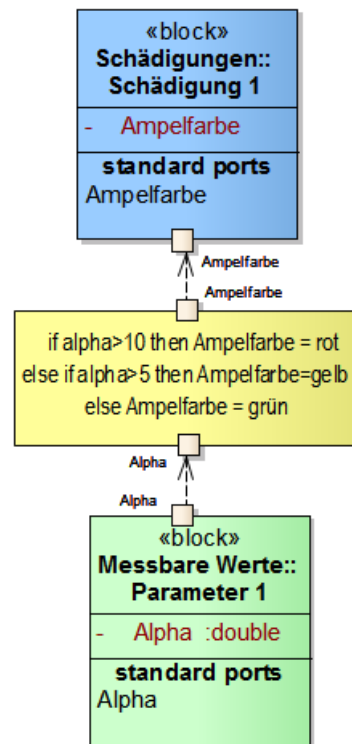 «block»
Schädigungen::
Schädigung 1
- Ampelfarbe
standard ports
Ampelfarbe
Ampelfarbe
Ampelfarbe
if alpha>10 then Ampelfarbe = rot
else if alpha>5 then Ampelfarbe=gelb
else Ampelfarbe = grün
Alpha
Alpha
«block»
Messbare Werte::
Parameter 1
- Alpha :double
standard ports
Alpha